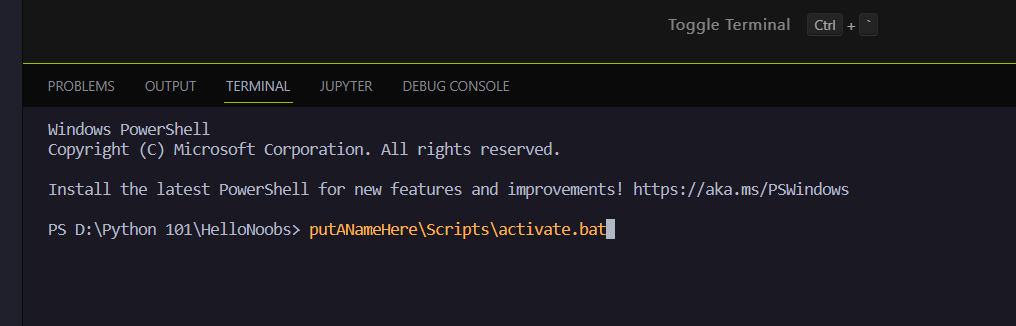 Toggle Terminal Ctrl + `
PROBLEMS OUTPUT TERMINAL JUPYTER DEBUG CONSOLE
Windows PowerShell
Copyright (C) Microsoft Corporation. All rights reserved.
Install the latest PowerShell for new features and improvements! https://aka.ms/PSWindows
PS D:\Python 101\HelloNoobs> putANameHere\Scripts\activate.bat